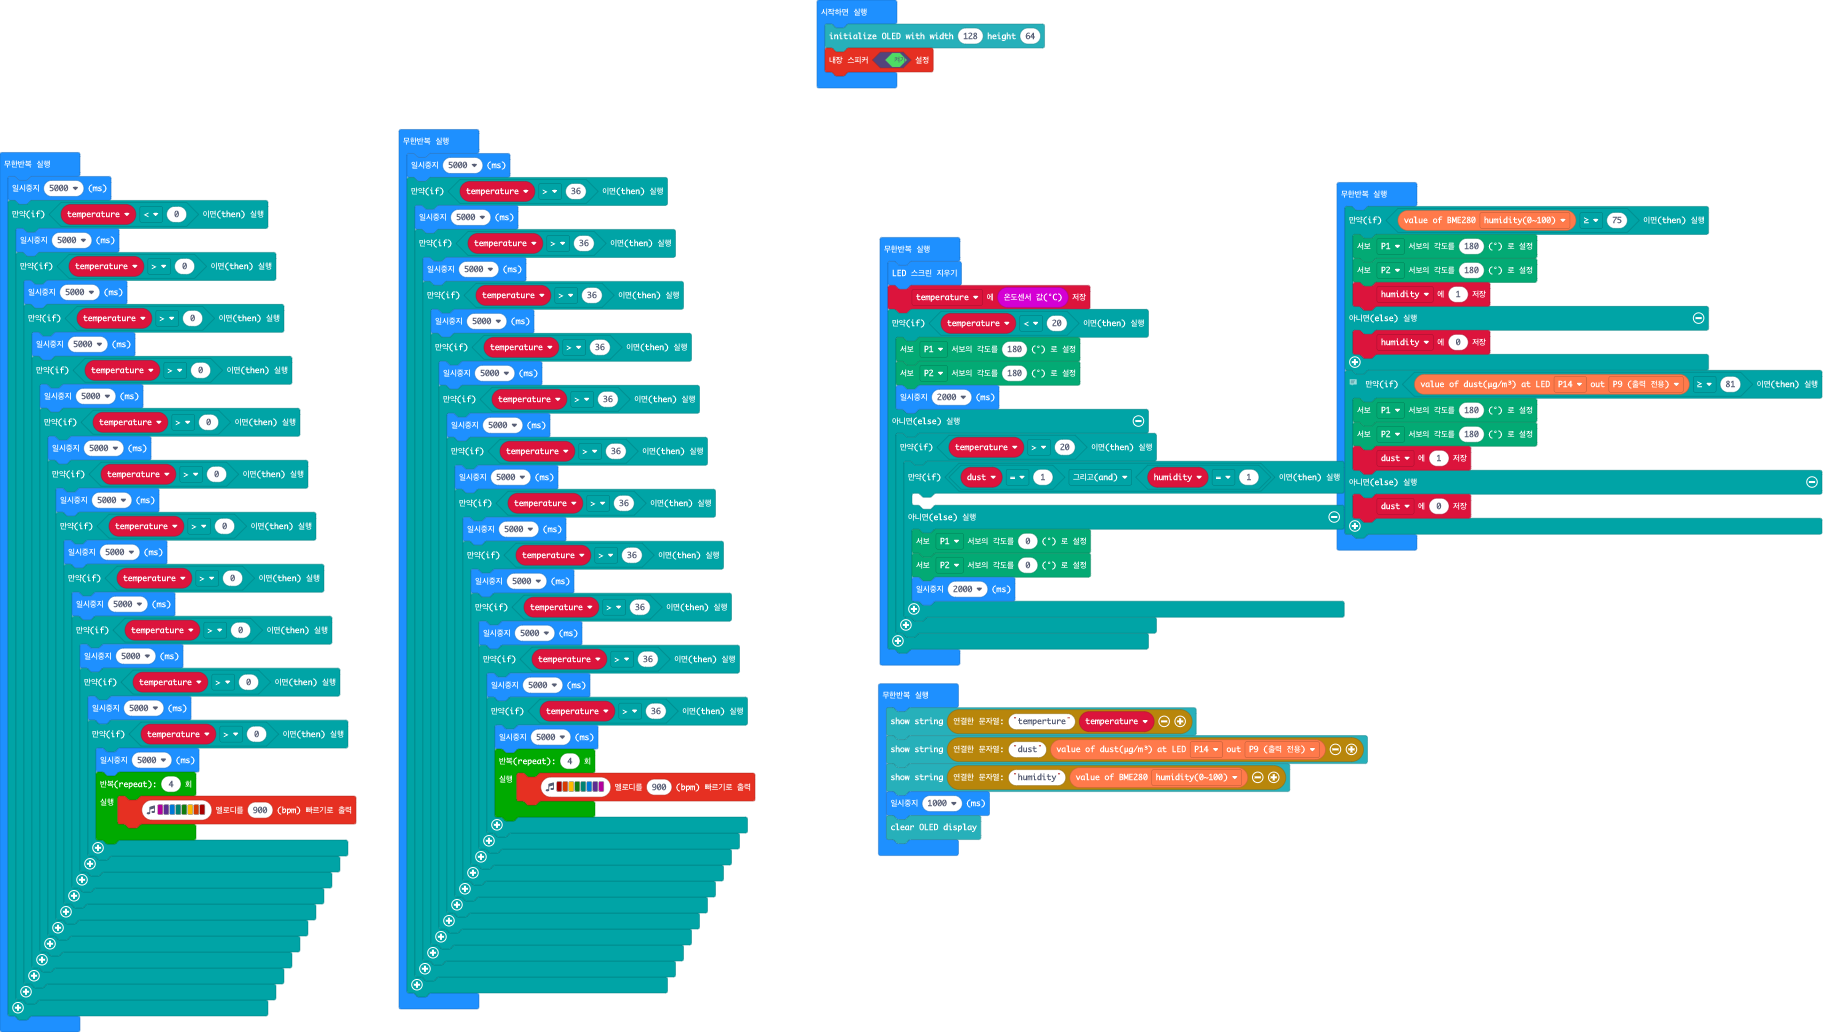 시작하면 실행
initialize OLED with width 128 height 64
내장 스피커 설정
무한반복 실행
일시중지 5000 (ms)
만약(if) temperature < 0 이면(then) 실행
일시중지 5000 (ms)
만약(if) temperature > 0 이면(then) 실행
일시중지 5000 (ms)
만약(if) temperature > 0 이면(then) 실행
일시중지 5000 (ms)
만약(if) temperature > 0 이면(then) 실행
일시중지 5000 (ms)
만약(if) temperature > 0 이면(then) 실행
일시중지 5000 (ms)
만약(if) temperature > 0 이면(then) 실행
일시중지 5000 (ms)
만약(if) temperature > 0 이면(then) 실행
일시중지 5000 (ms)
만약(if) temperature > 0 이면(then) 실행
일시중지 5000 (ms)
만약(if) temperature > 0 이면(then) 실행
일시중지 5000 (ms)
만약(if) temperature > 0 이면(then) 실행
일시중지 5000 (ms)
만약(if) temperature > 0 이면(then) 실행
일시중지 5000 (ms)
반복(repeat): 4 회
실행 멜로디를 900 (bpm) 빠르기로 출력
무한반복 실행
일시중지 5000 (ms)
만약(if) temperature > 36 이면(then) 실행
일시중지 5000 (ms)
만약(if) temperature > 36 이면(then) 실행
일시중지 5000 (ms)
만약(if) temperature > 36 이면(then) 실행
일시중지 5000 (ms)
만약(if) temperature > 36 이면(then) 실행
일시중지 5000 (ms)
만약(if) temperature > 36 이면(then) 실행
일시중지 5000 (ms)
만약(if) temperature > 36 이면(then) 실행
일시중지 5000 (ms)
만약(if) temperature > 36 이면(then) 실행
일시중지 5000 (ms)
만약(if) temperature > 36 이면(then) 실행
일시중지 5000 (ms)
만약(if) temperature > 36 이면(then) 실행
일시중지 5000 (ms)
만약(if) temperature > 36 이면(then) 실행
일시중지 5000 (ms)
만약(if) temperature > 36 이면(then) 실행
일시중지 5000 (ms)
반복(repeat): 4 회
실행 멜로디를 900 (bpm) 빠르기로 출력
무한반복 실행
LED 스크린 지우기
temperature 에 온도센서 값(°C) 저장
만약(if) temperature < 20 이면(then) 실행
서보 P1 서보의 각도를 180 (°) 로 설정
서보 P2 서보의 각도를 180 (°) 로 설정
일시중지 2000 (ms)
아니면(else) 실행
만약(if) temperature > 20 이면(then) 실행
만약(if) dust = 1 그리고(and) humidity = 1 이면(then) 실행
아니면(else) 실행
서보 P1 서보의 각도를 0 (°) 로 설정
서보 P2 서보의 각도를 0 (°) 로 설정
일시중지 2000 (ms)
무한반복 실행
show string 연결한 문자열: "temperture" temperature
show string 연결한 문자열: "dust" value of dust(μg/m³) at LED P14 out P9 (출력 전용)
show string 연결한 문자열: "humidity" value of BME280 humidity(0~100)
일시중지 1000 (ms)
clear OLED display
무한반복 실행
만약(if) value of BME280 humidity(0~100) ≥ 75 이면(then) 실행
서보 P1 서보의 각도를 180 (°) 로 설정
서보 P2 서보의 각도를 180 (°) 로 설정
humidity 에 1 저장
아니면(else) 실행
humidity 에 0 저장
만약(if) value of dust(μg/m³) at LED P14 out P9 (출력 전용) ≥ 81 이면(then) 실행
서보 P1 서보의 각도를 180 (°) 로 설정
서보 P2 서보의 각도를 180 (°) 로 설정
dust 에 1 저장
아니면(else) 실행
dust 에 0 저장